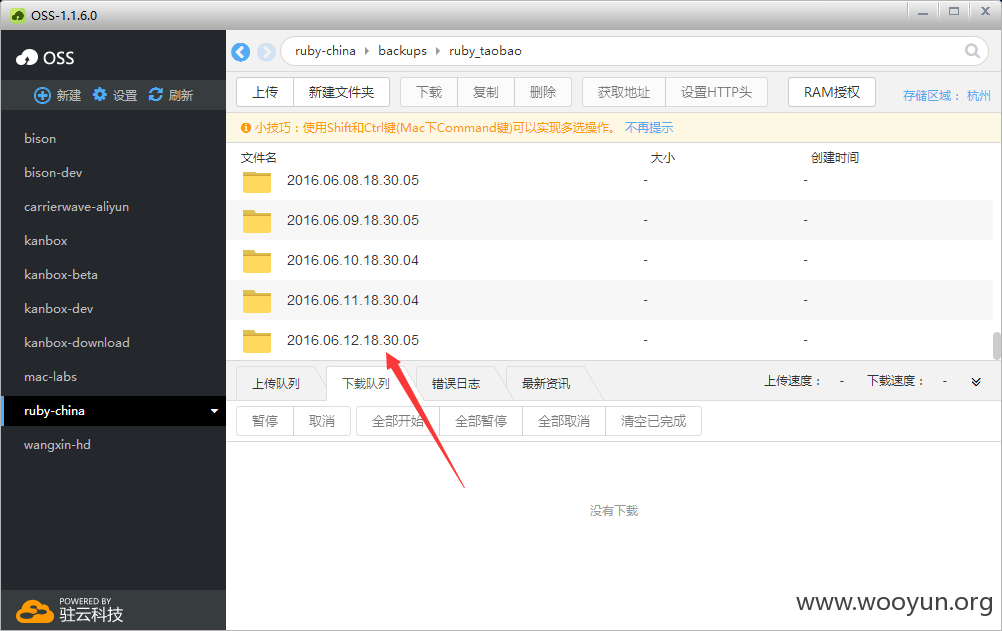 OSS-1.1.6.0
OSS
新建 设置 刷新
bison
bison-dev
carrierwave-aliyun
kanbox
kanbox-beta
kanbox-dev
kanbox-download
mac-labs
ruby-china
wangxin-hd
POWERED BY
驻云科技
ruby-china backups ruby_taobao
上传 新建文件夹 下载 复制 删除 获取地址 设置HTTP头 RAM授权 存储区域： 杭州
小技巧：使用Shift和Ctrl键(Mac下Command键)可以实现多选操作。 不再提示
文件名 大小 创建时间
2016.06.08.18.30.05 - -
2016.06.09.18.30.05 - -
2016.06.10.18.30.04 - -
2016.06.11.18.30.04 - -
2016.06.12.18.30.05 - -
上传队列 下载队列 错误日志 最新资讯 上传速度： - 下载速度： -
暂停 取消 全部开始 全部暂停 全部取消 清空已完成
没有下载
www.wooyun.org